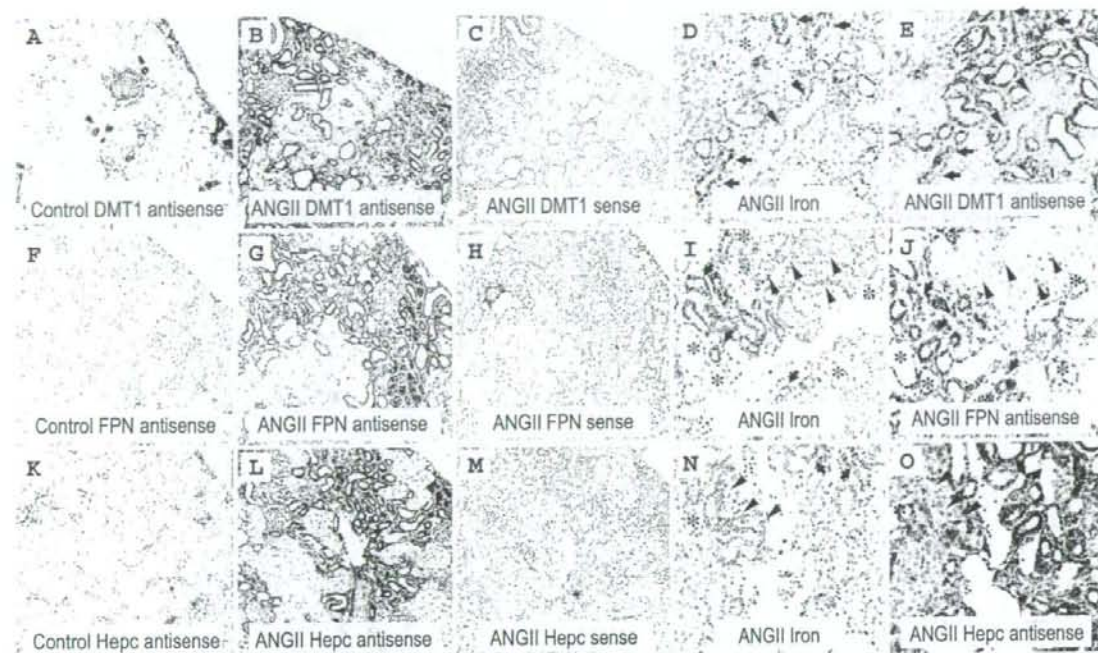 A
B
C
D
E
Control DMT1 antisense
ANGII DMT1 antisense
ANGII DMT1 sense
ANGII Iron
ANGII DMT1 antisense
F
G
H
I
J
Control FPN antisense
ANGII FPN antisense
ANGII FPN sense
ANGII Iron
ANGII FPN antisense
K
L
M
N
O
Control Hepc antisense
ANGII Hepc antisense
ANGII Hepc sense
ANGII Iron
ANGII Hepc antisense